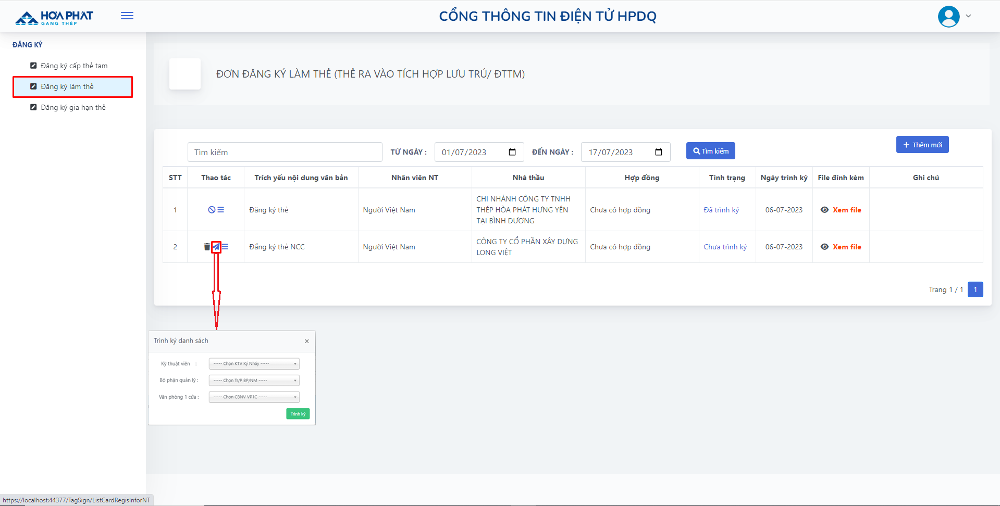 HÒA PHÁT
GANG THÉP
CỔNG THÔNG TIN ĐIỆN TỬ HPDQ
ĐĂNG KÝ
Đăng ký cấp thẻ tạm
Đăng ký làm thẻ
Đăng ký gia hạn thẻ
ĐƠN ĐĂNG KÝ LÀM THẺ (THẺ RA VÀO TÍCH HỢP LƯU TRÚ/ ĐTTM)
Tìm kiếm TỪ NGÀY : 01/07/2023 ĐẾN NGÀY : 17/07/2023 Tìm kiếm Thêm mới
STT Thao tác Trích yếu nội dung văn bản Nhân viên NT Nhà thầu Hợp đồng Tình trạng Ngày trình ký File đính kèm Ghi chú
1 Đăng ký thẻ Người Việt Nam CHI NHÁNH CÔNG TY TNHH
THÉP HÒA PHÁT HƯNG YÊN
TẠI BÌNH DƯƠNG Chưa có hợp đồng Đã trình ký 06-07-2023 Xem file
2 Đắng ký thẻ NCC Người Việt Nam CÔNG TY CỔ PHẦN XÂY DỰNG
LONG VIỆT Chưa có hợp đồng Chưa trình ký 06-07-2023 Xem file
Trang 1 / 1 1
Trình ký danh sách ×
Kỹ thuật viên : ----- Chọn KTV Ký Nháy -----
Bộ phận quản lý : ----- Chọn Tr/P BP/NM -----
Văn phòng 1 cửa : ----- Chọn CBNV VP1C -----
Trình ký
https://localhost:44377/TagSign/ListCardRegisInforNT